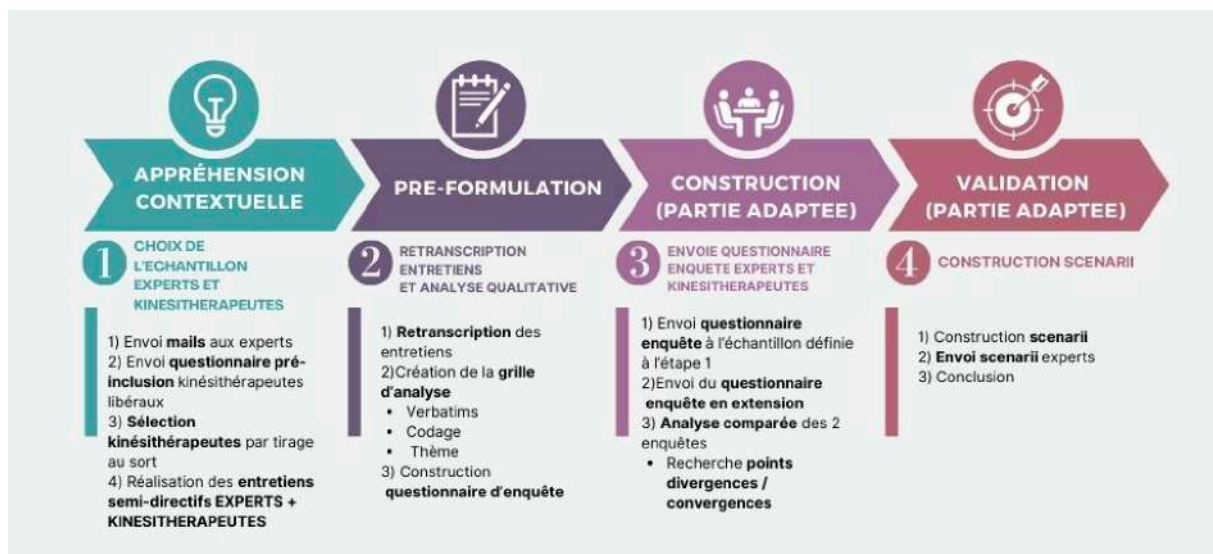 APPRÉHENSION
CONTEXTUELLE
1
CHOIX DE
L'ECHANTILLON
EXPERTS ET
KINESITHERAPEUTES
1) Envoi mails aux experts
2) Envoi questionnaire pré-
inclusion kinésithérapeutes
libéraux
3) Sélection
kinésithérapeutes par tirage
au sort
4) Réalisation des entretiens
semi-directifs EXPERTS +
KINESITHERAPEUTES
PRE-FORMULATION
2
RETRANSCRIPTION
ENTRETIENS
ET ANALYSE QUALITATIVE
1) Retranscription des
entretiens
2)Création de la grille
d'analyse
• Verbatims
• Codage
• Thème
3) Construction
questionnaire d'enquête
CONSTRUCTION
(PARTIE ADAPTEE)
3
ENVOIE QUESTIONNAIRE
ENQUETE EXPERTS ET
KINESITHERAPEUTES
1) Envoi questionnaire
enquête à l'échantillon définie
à l'étape 1
2)Envoi du questionnaire
enquête en extension
3) Analyse comparée des 2
enquêtes
• Recherche points
divergences /
convergences
VALIDATION
(PARTIE ADAPTEE)
4
CONSTRUCTION SCENARII
1) Construction scenarii
2) Envoi scenarii experts
3) Conclusion